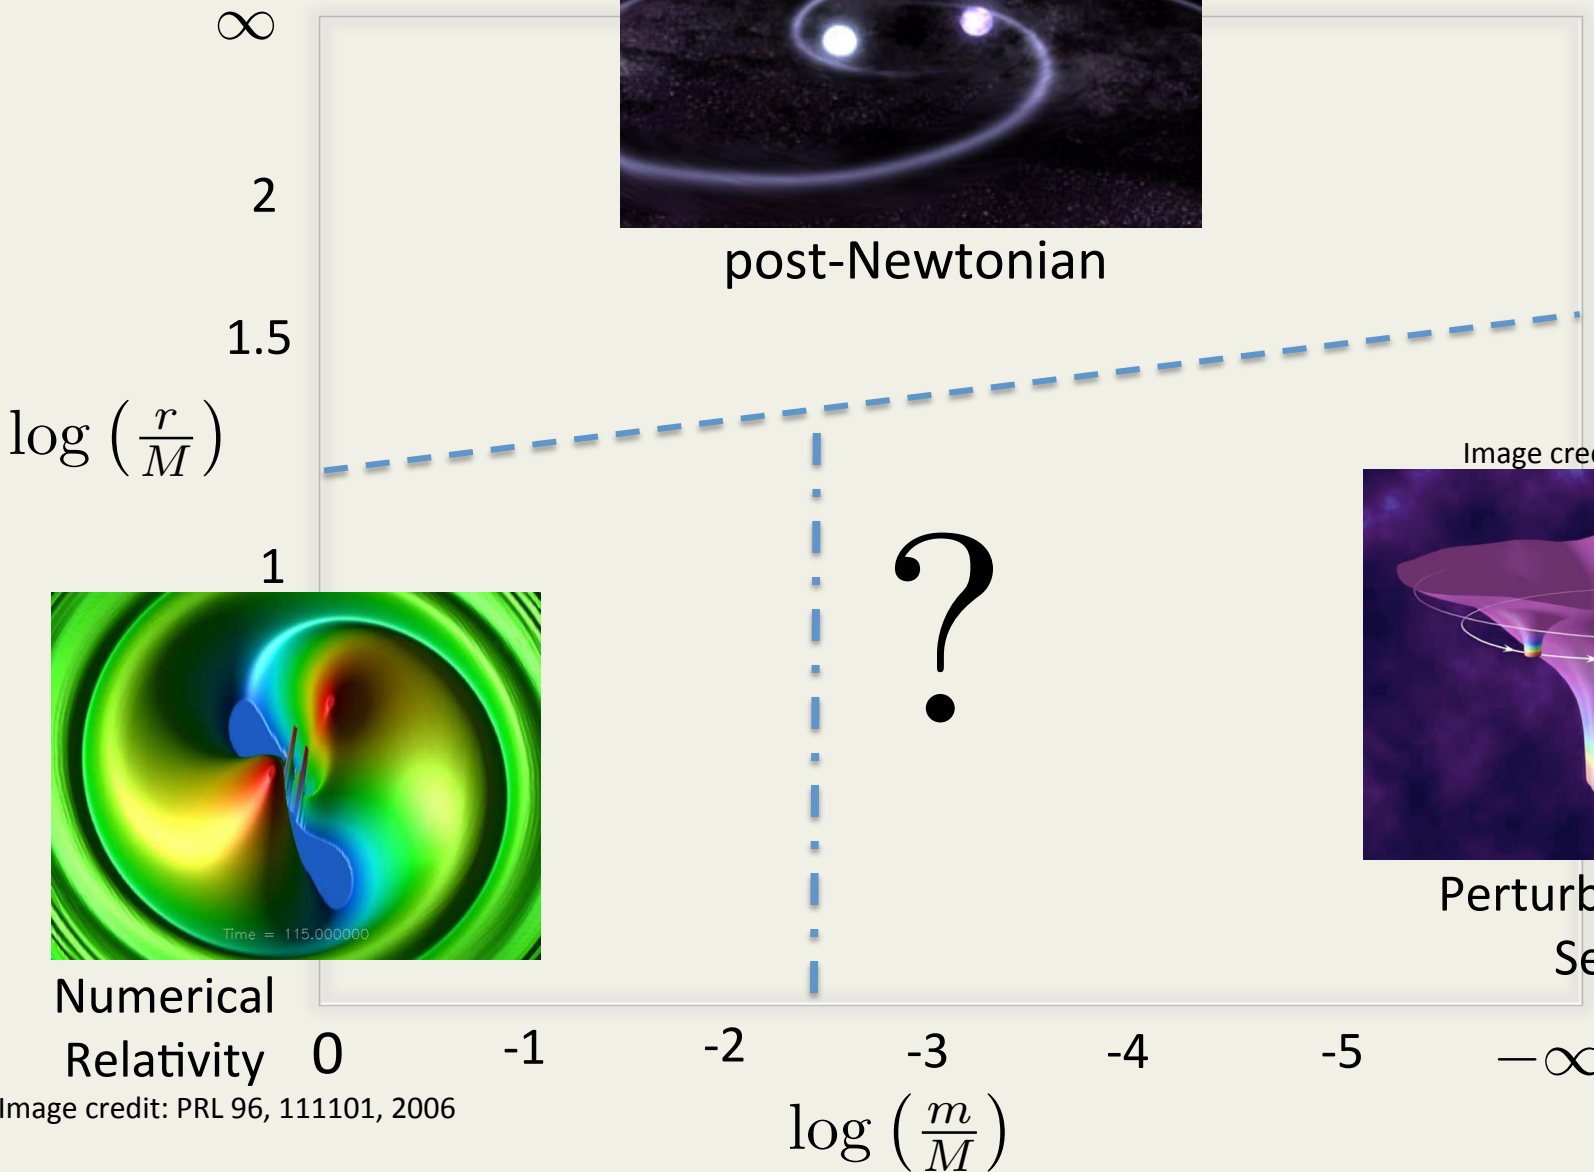 ∞
2
post-Newtonian
1.5
log (r/M)
Image cre
1
?
Time = 115.000000
Perturb
Se
Numerical
Relativity
0 -1 -2 -3 -4 -5 −∞
Image credit: PRL 96, 111101, 2006
log (m/M)